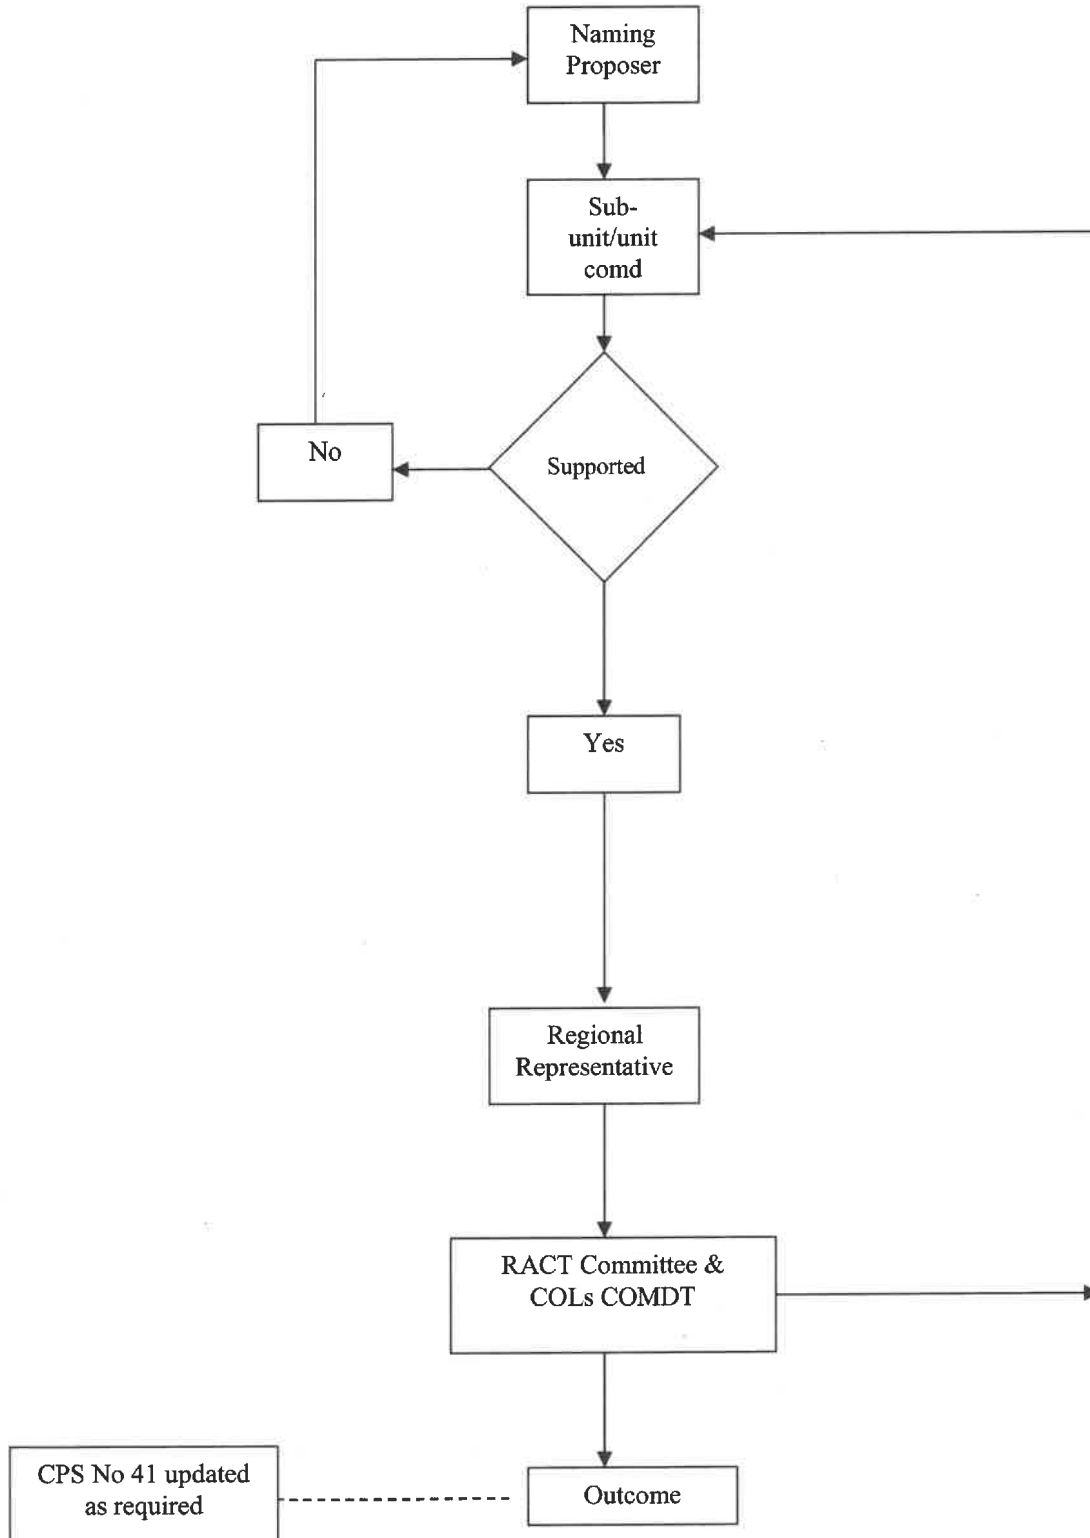 Naming
Proposer
Sub-
unit/unit
comd
No
Supported
Yes
Regional
Representative
RACT Committee &
COLs COMDT
CPS No 41 updated
as required
Outcome